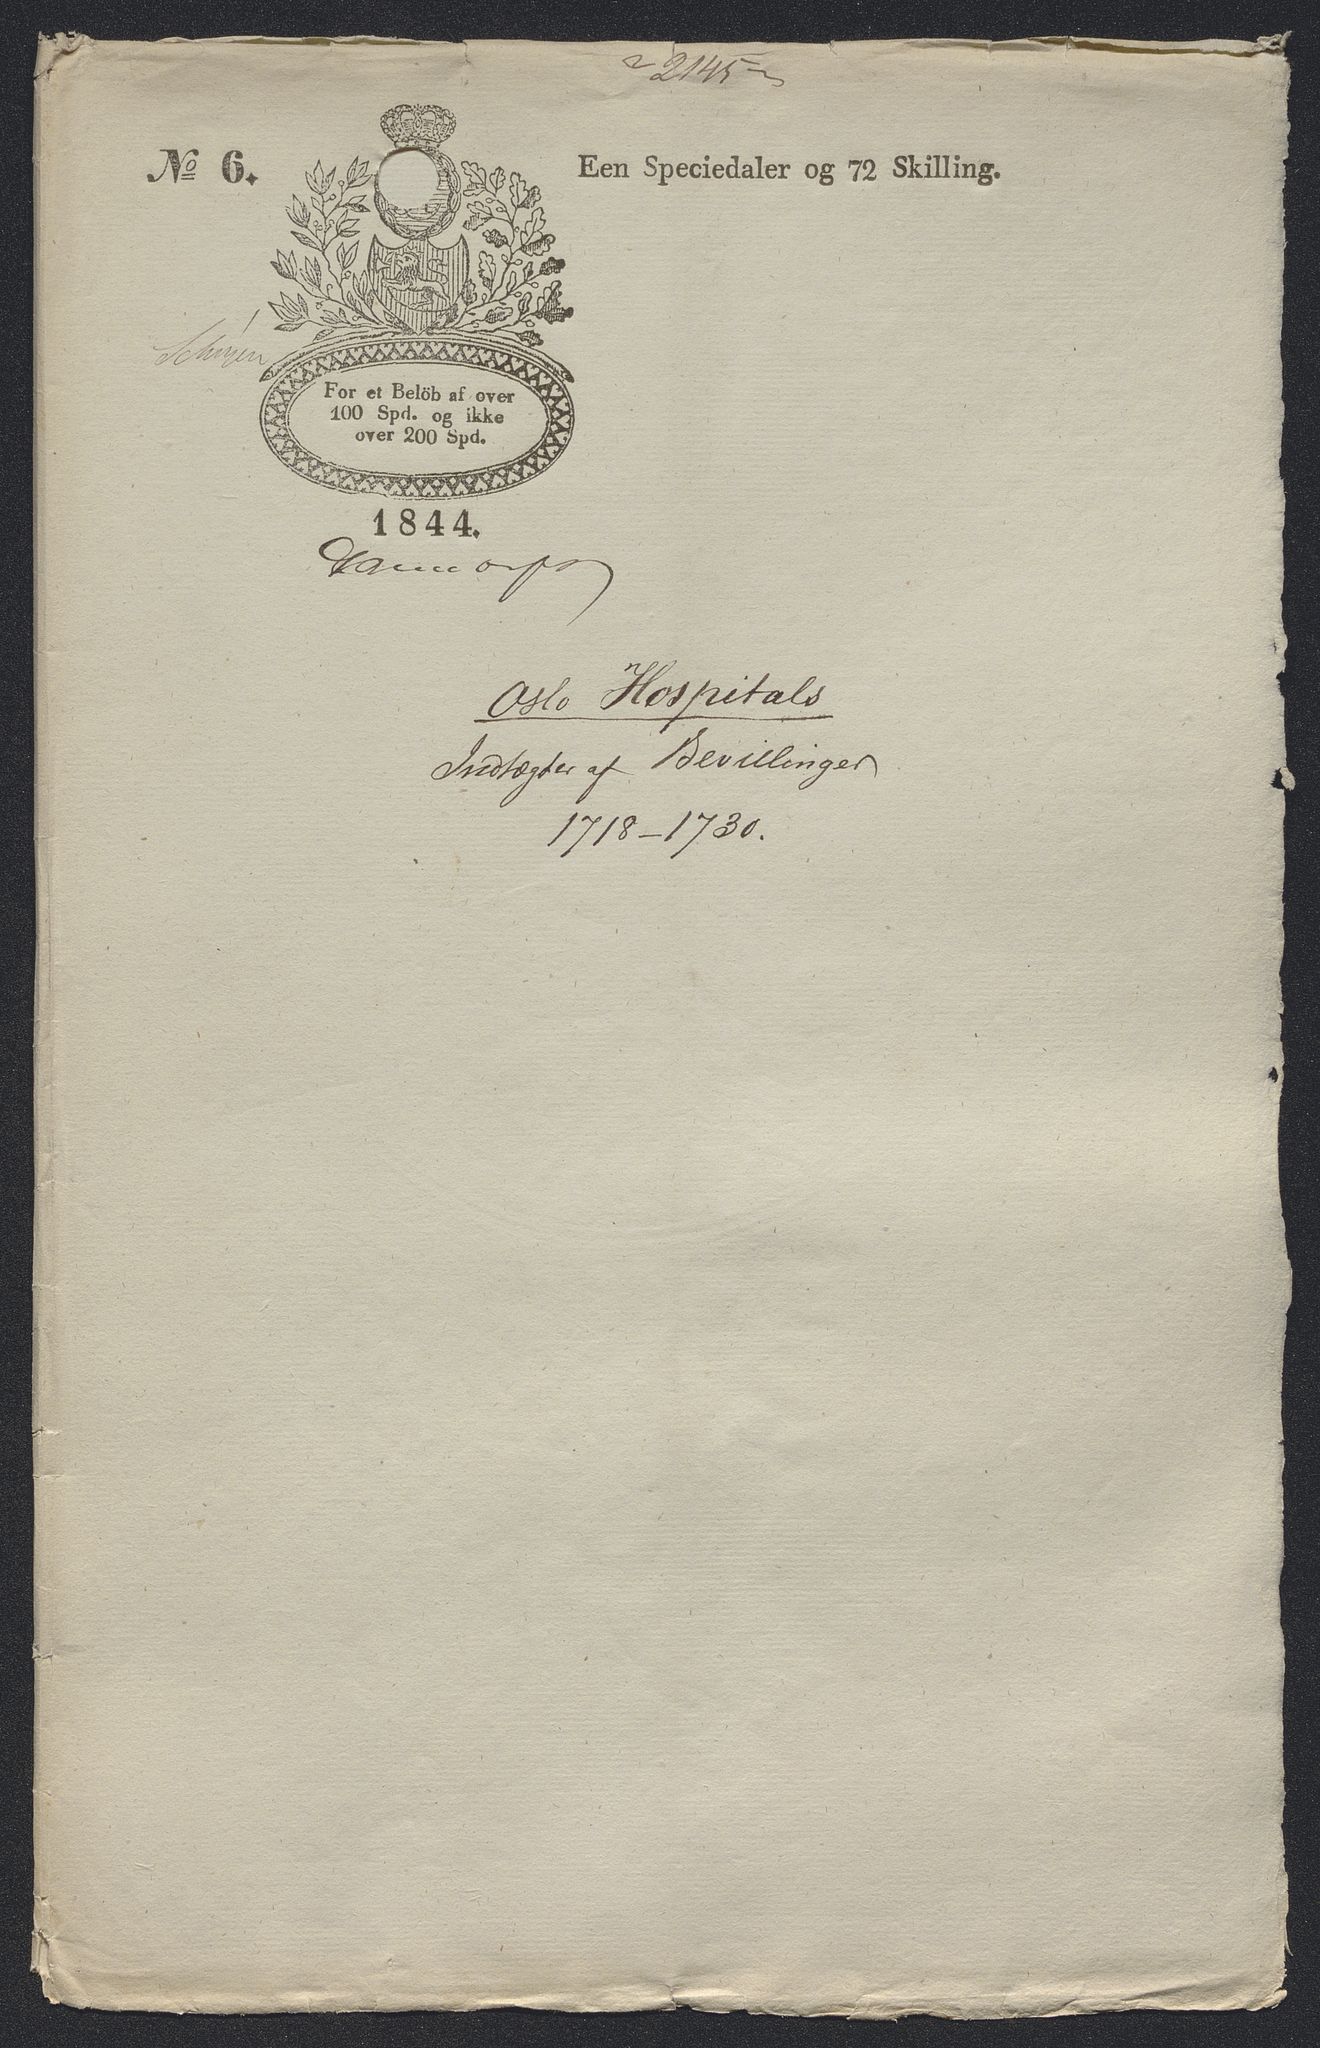 ~ 2145 ~
No 6.
Een Speciedaler og 72 Skilling.
For et Belöb af over
100 Spd. og ikke
over 200 Spd.
1844.
Oslo Hospitals
Indtægter af Bevillinger
1718-1730.